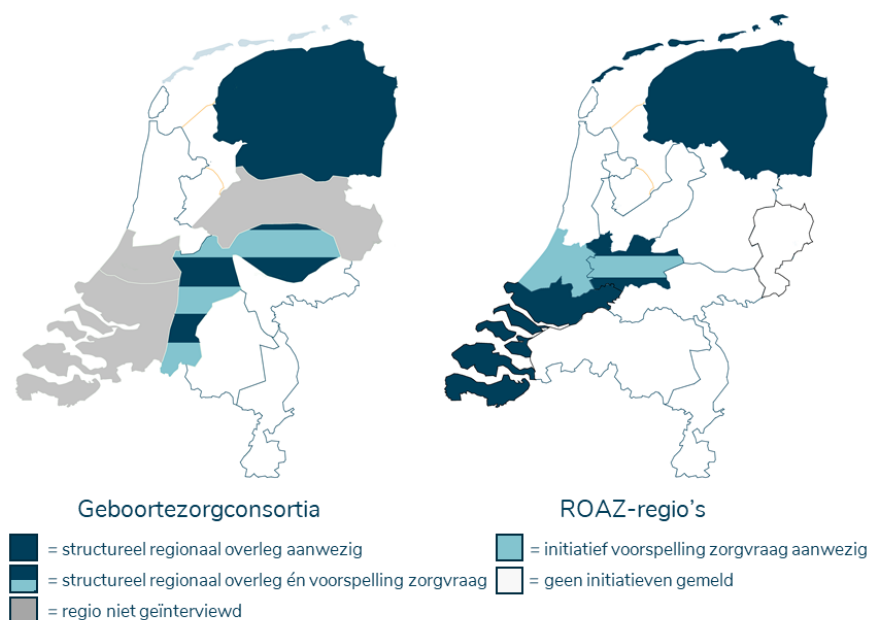 Geboortezorgconsortia
ROAZ-regio's
= structureel regionaal overleg aanwezig
= structureel regionaal overleg én voorspelling zorgvraag
= regio niet geïnterviewd
= initiatief voorspelling zorgvraag aanwezig
= geen initiatieven gemeld